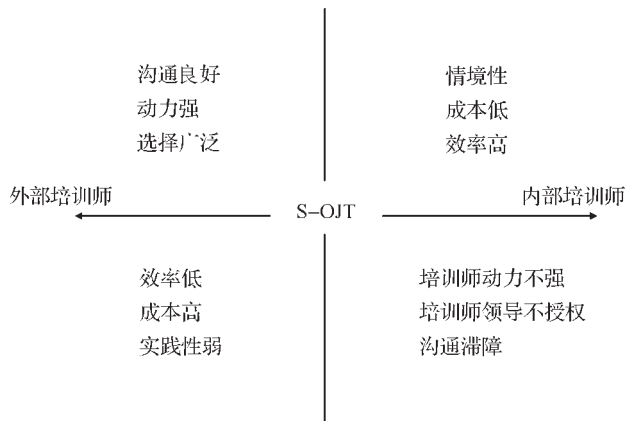 沟通良好
动力强
选择广泛
情境性
成本低
效率高
外部培训师
S-OJT
内部培训师
效率低
成本高
实践性弱
培训师动力不强
培训师领导不授权
沟通滞障